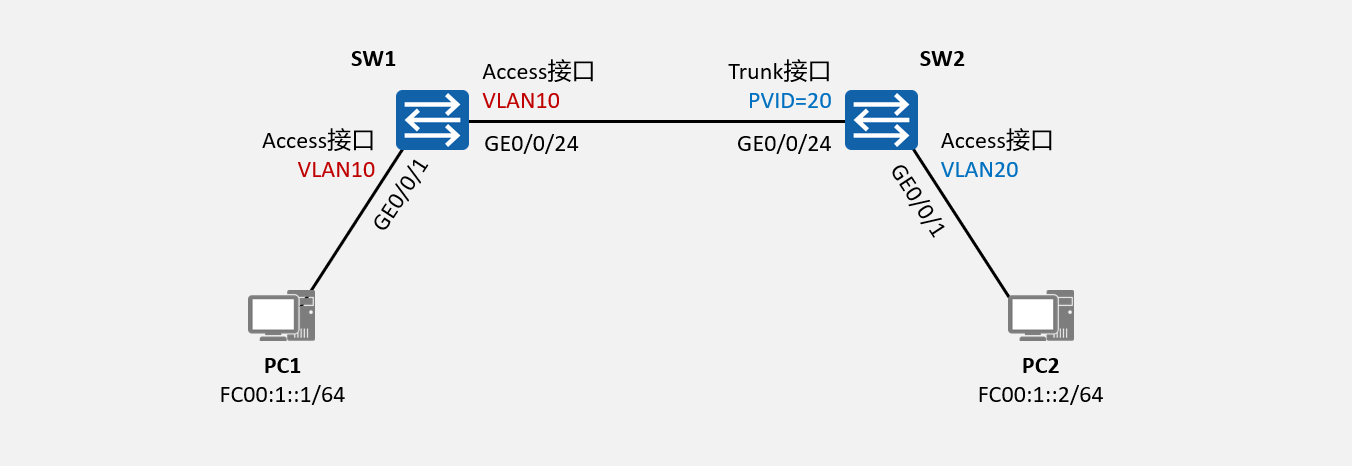 SW1
Access接口
VLAN10
GE0/0/24
Trunk接口
PVID=20
GE0/0/24
SW2
Access接口
VLAN10
GE0/0/1
Access接口
VLAN20
GE0/0/1
PC1
FC00:1::1/64
PC2
FC00:1::2/64